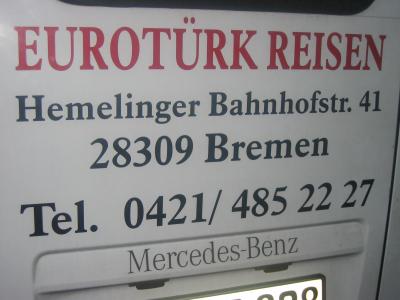 EUROTÜRK REISEN
Hemelinger Bahnhofstr. 41
28309 Bremen
Tel. 0421/ 485 22 27
Mercedes-Benz